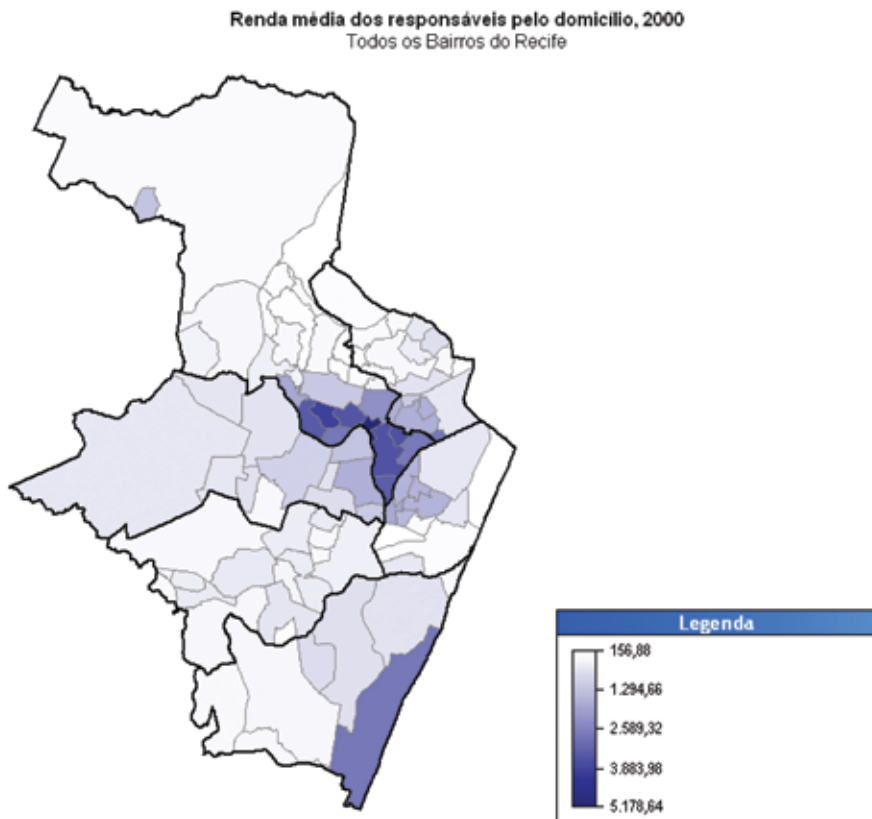 Renda média dos responsáveis pelo domicílio, 2000
Todos os Bairros do Recife
Legenda
156,88
1.294,66
2.589,32
3.883,98
5.178,64